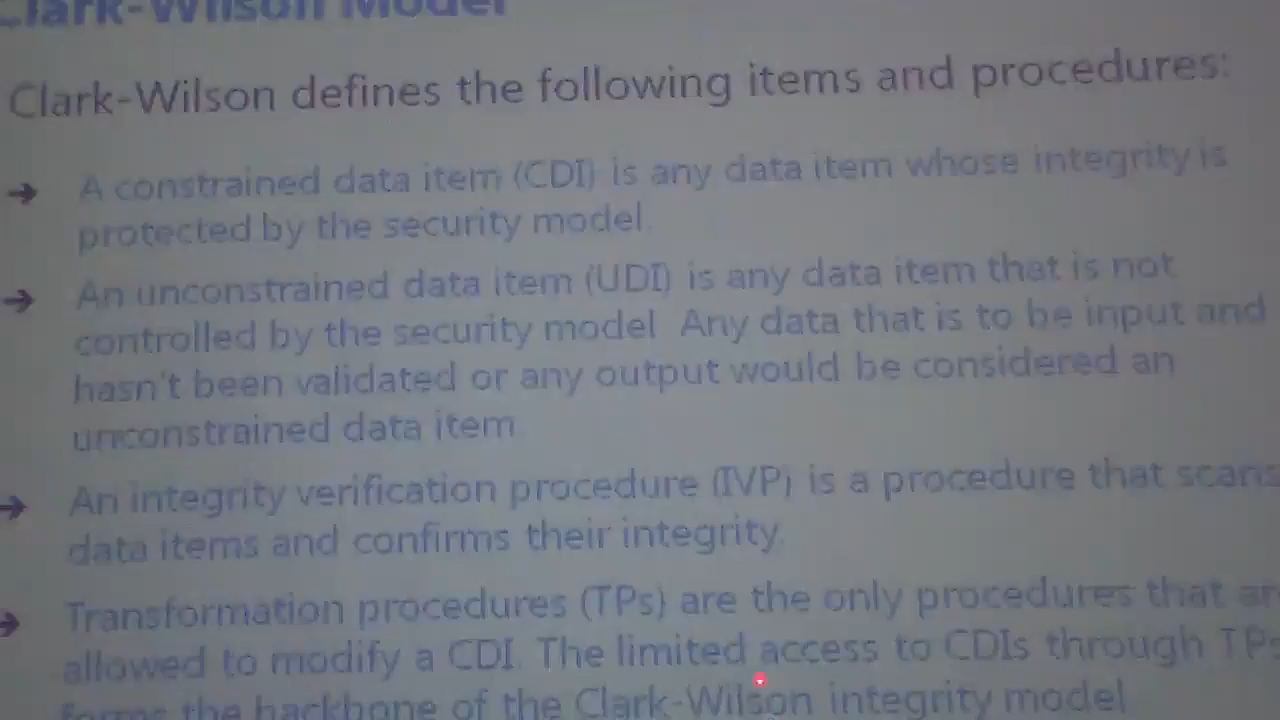 Clark-Wilson Model
Clark-Wilson defines the following items and procedures:
➔ A constrained data item (CDI) is any data item whose integrity is
protected by the security model.
➔ An unconstrained data item (UDI) is any data item that is not
controlled by the security model. Any data that is to be input and
hasn't been validated or any output would be considered an
unconstrained data item.
➔ An integrity verification procedure (IVP) is a procedure that scans
data items and confirms their integrity.
➔ Transformation procedures (TPs) are the only procedures that ar
allowed to modify a CDI. The limited access to CDIs through TPs
forms the backbone of the Clark-Wilson integrity model